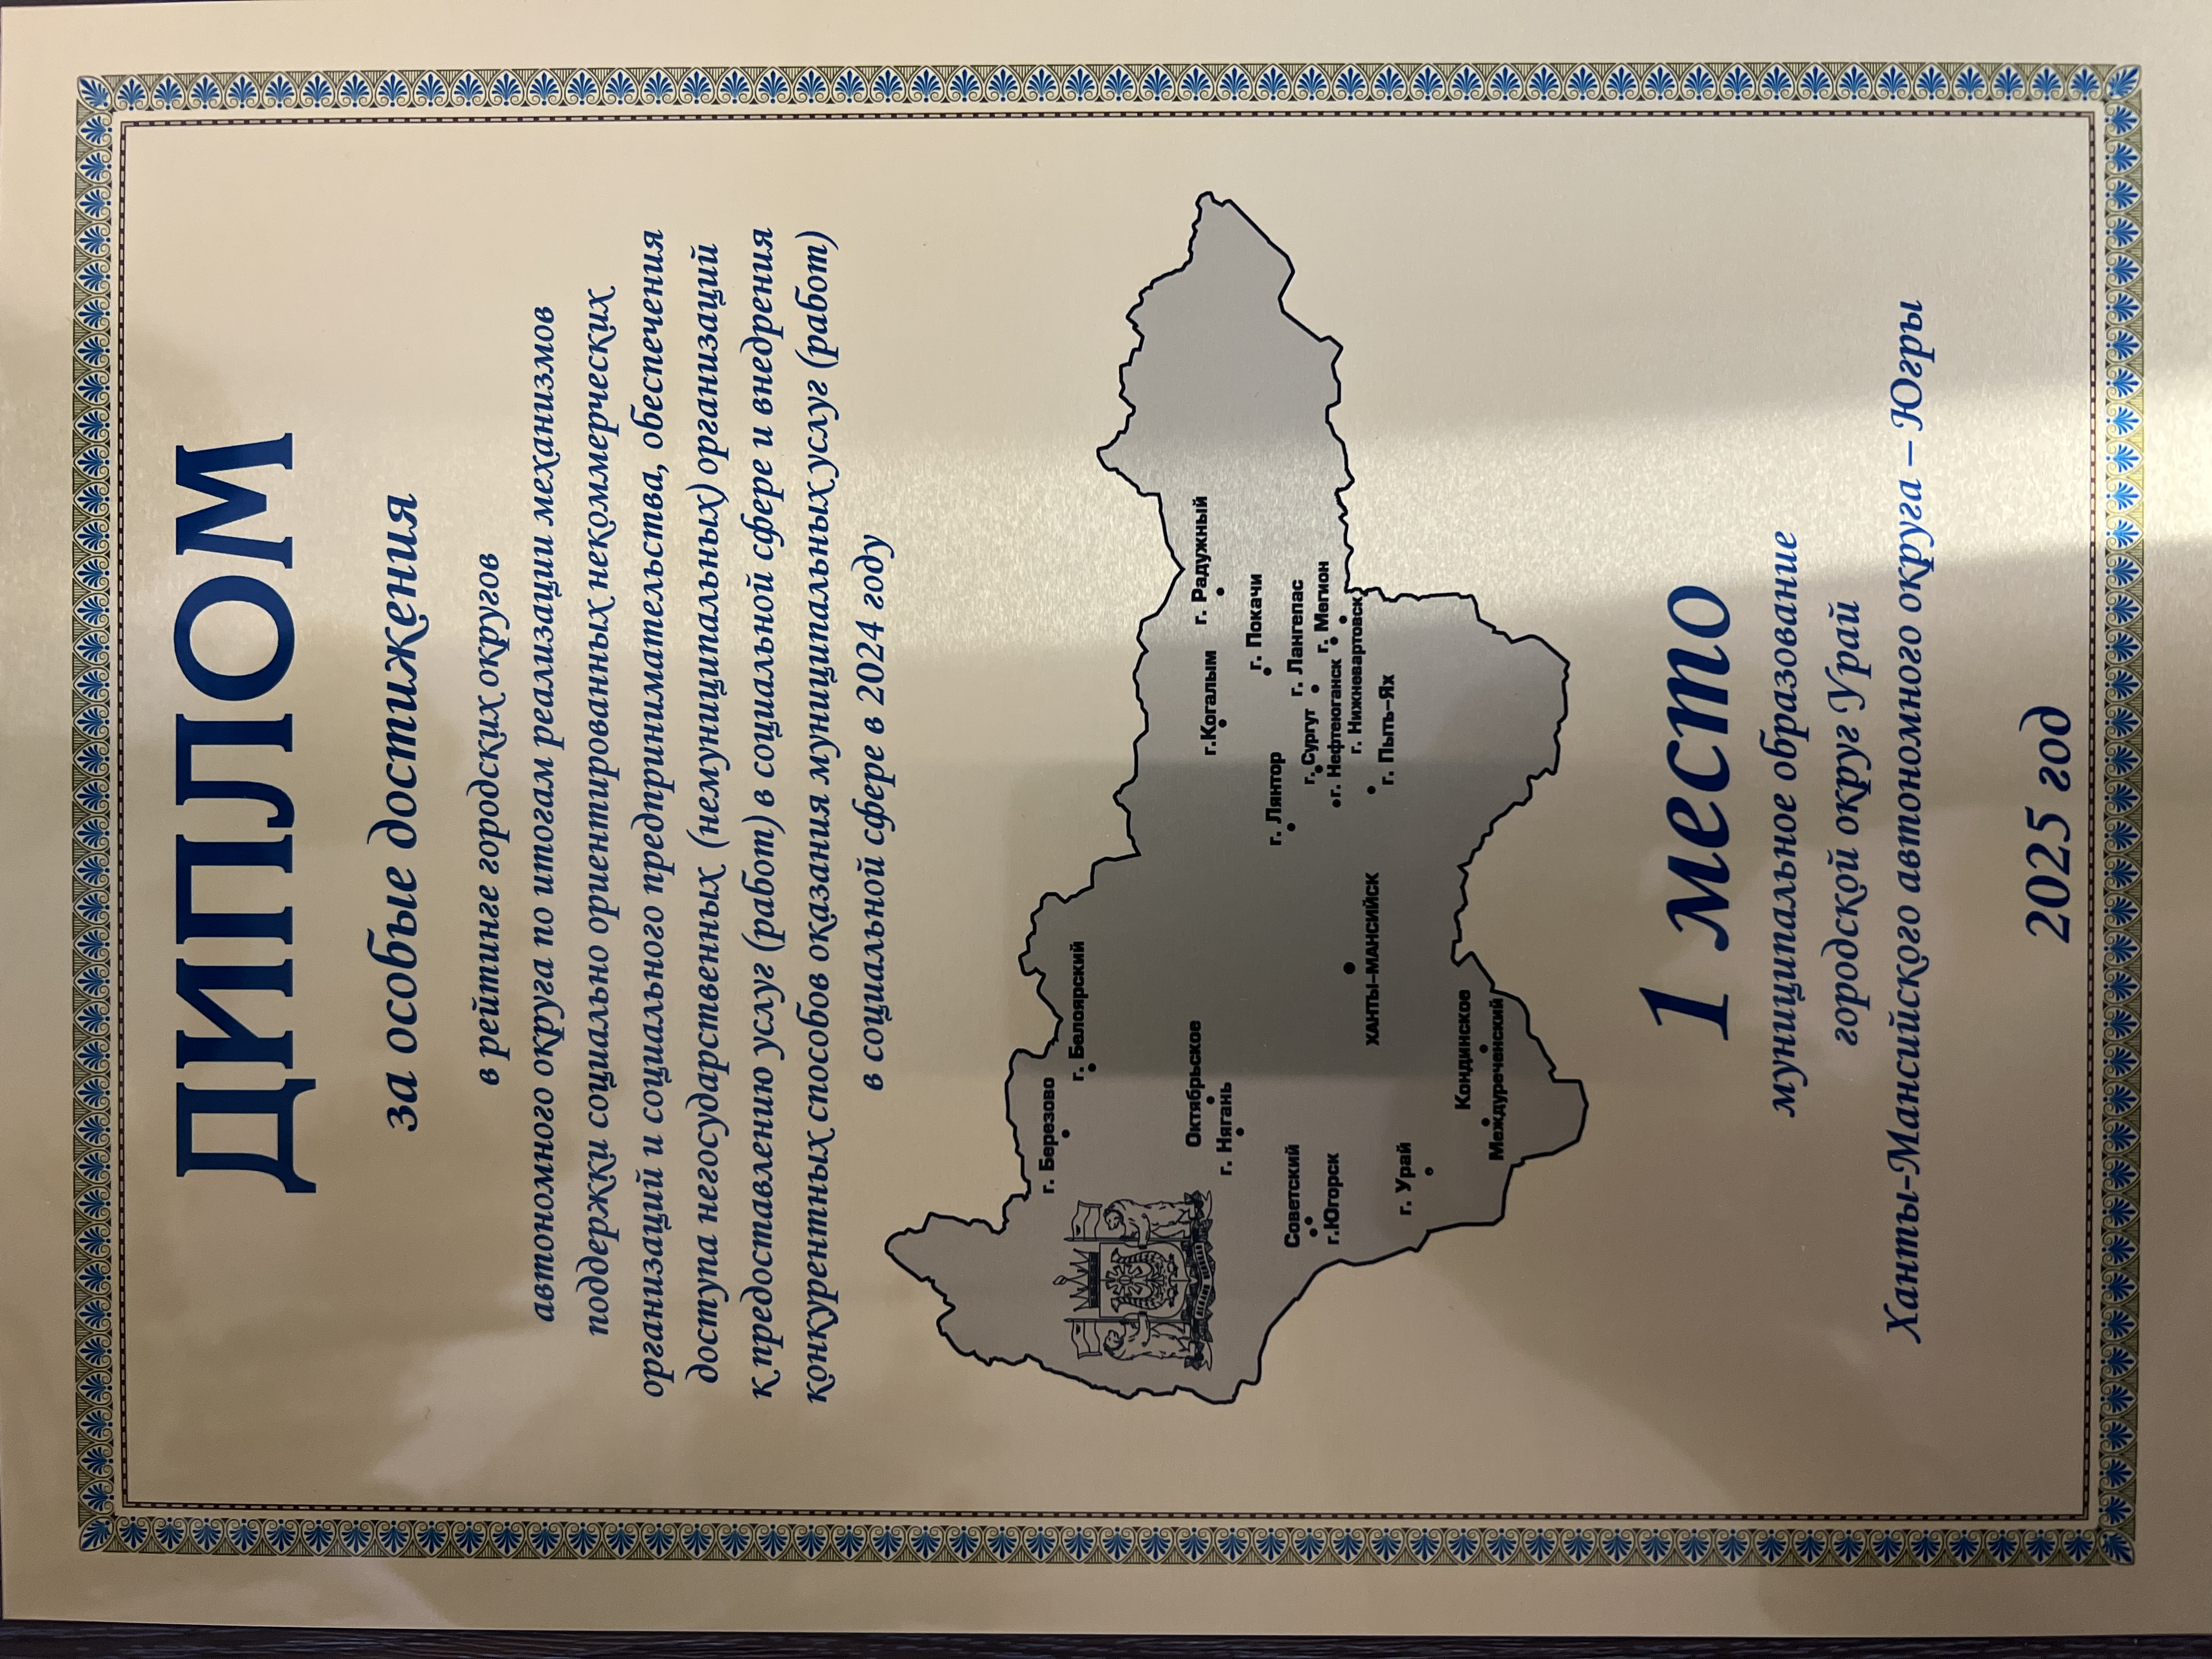 ДИПЛОМ
за особые достижения
в рейтинге городских округов
автономного округа по итогам реализации механизмов
поддержки социально ориентированных некоммерческих
организаций и социального предпринимательства, обеспечения
доступа негосударственных (немуниципальных) организаций
к предоставлению услуг (работ) в социальной сфере и внедрения
конкурентных способов оказания муниципальных услуг (работ)
в социальной сфере в 2024 году
г. Березово
г. Белоярский
Октябрьское
г. Нягань
Советский
г.Югорск
г. Урай
Кондинское
Междуреченский
ХАНТЫ-МАНСИЙСК
г. Лянтор
г.Когалым
г. Радужный
г. Покачи
г. Лангепас
г.Сургут
г. Мегион
г. Нефтеюганск
г. Нижневартовск
г. Пыть-Ях
1 место
муниципальное образование
городской округ Урай
Ханты-Мансийского автономного округа – Югры
2025 год